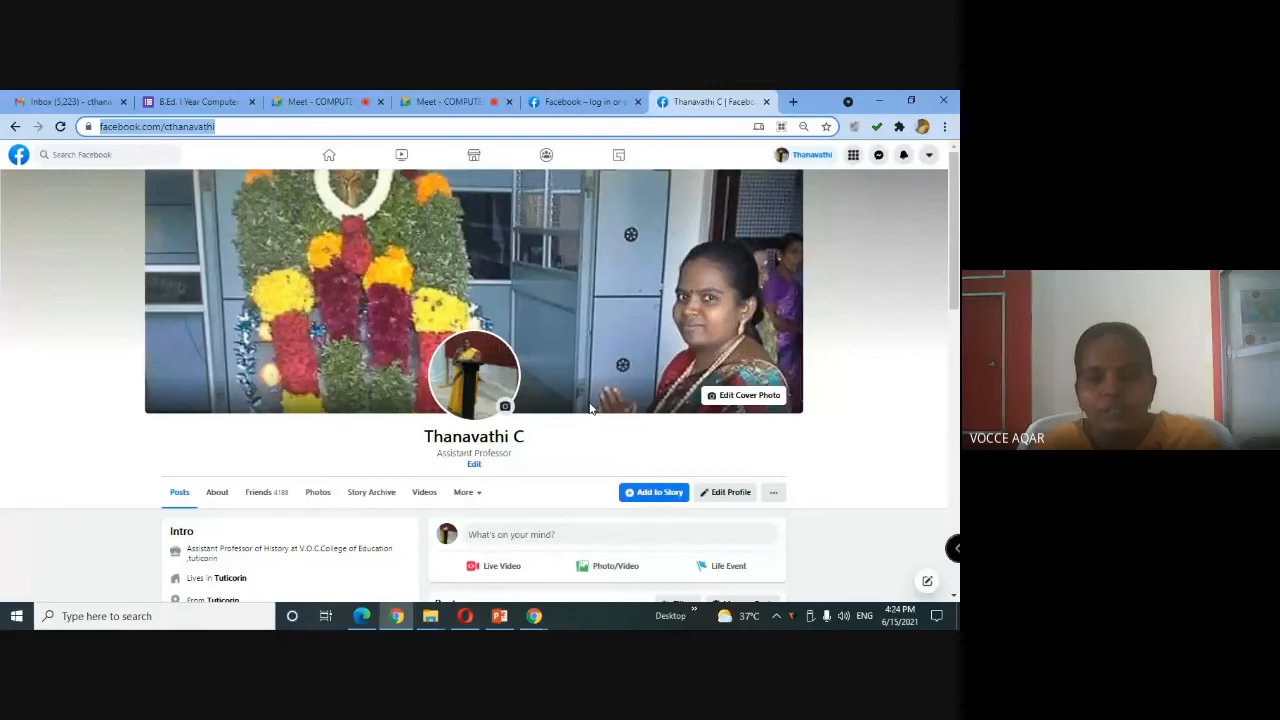 Inbox (5,223) - cthana
B.Ed. I Year Compute
Meet - COMPUTE
Meet - COMPUTE
Facebook – log in or s
Thanavathi C | Facebo
facebook.com/cthanavathi
Search Facebook
Thanavathi
Edit Cover Photo
Thanavathi C
Assistant Professor
Edit
Posts
About
Friends 4188
Photos
Story Archive
Videos
More
Add to Story
Edit Profile
Intro
Assistant Professor of History at V.O.C.College of Education
,tuticorin
Lives in Tuticorin
From Tuticorin
What's on your mind?
Live Video
Photo/Video
Life Event
VOCCE AQAR
Type here to search
Desktop
37°C
ENG
4:24 PM
6/15/2021